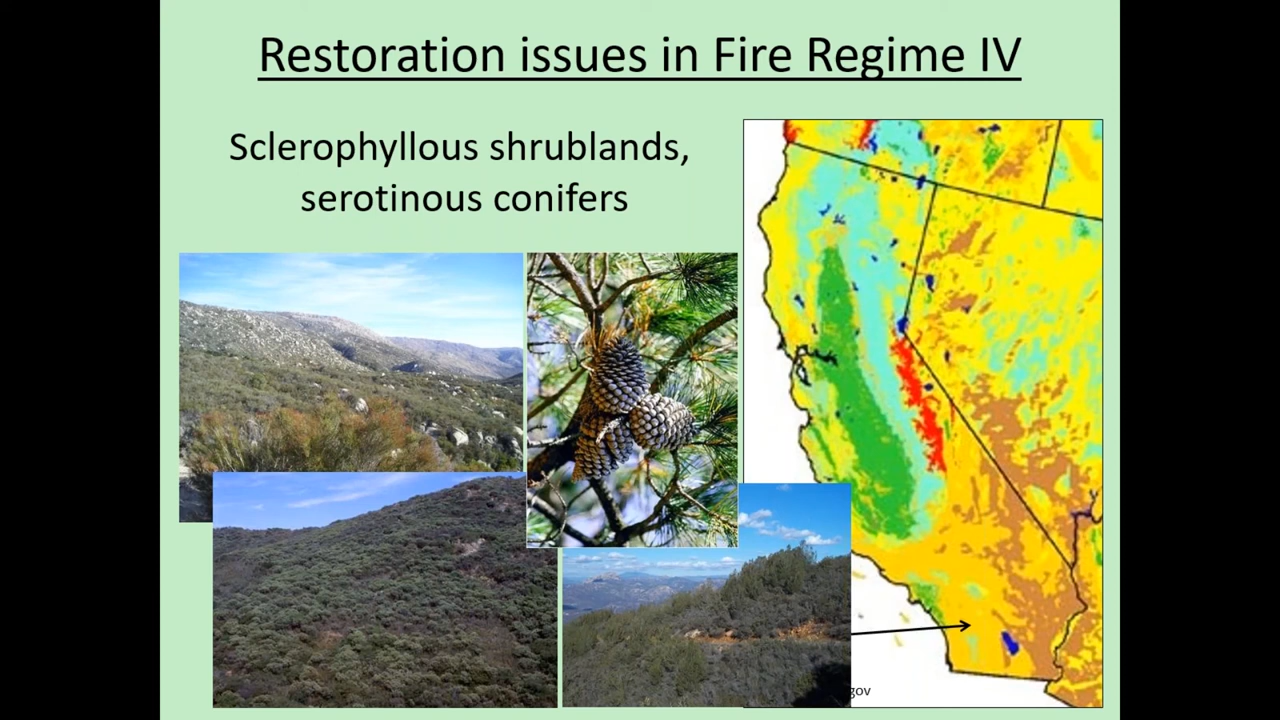 Restoration issues in Fire Regime IV
Sclerophyllous shrublands,
serotinous conifers
gov